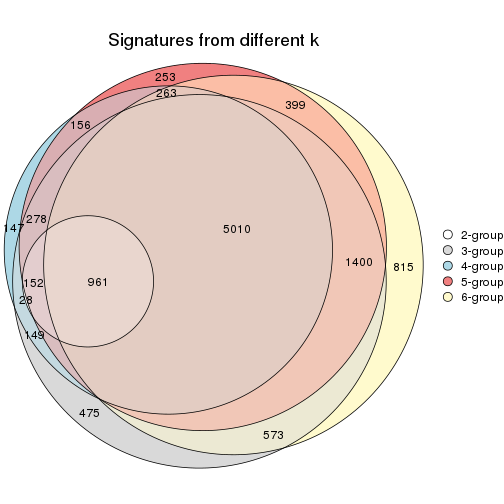 Signatures from different k
253
263
399
156
147
278
5010
1400
815
152
961
28
149
475
573
2-group
3-group
4-group
5-group
6-group